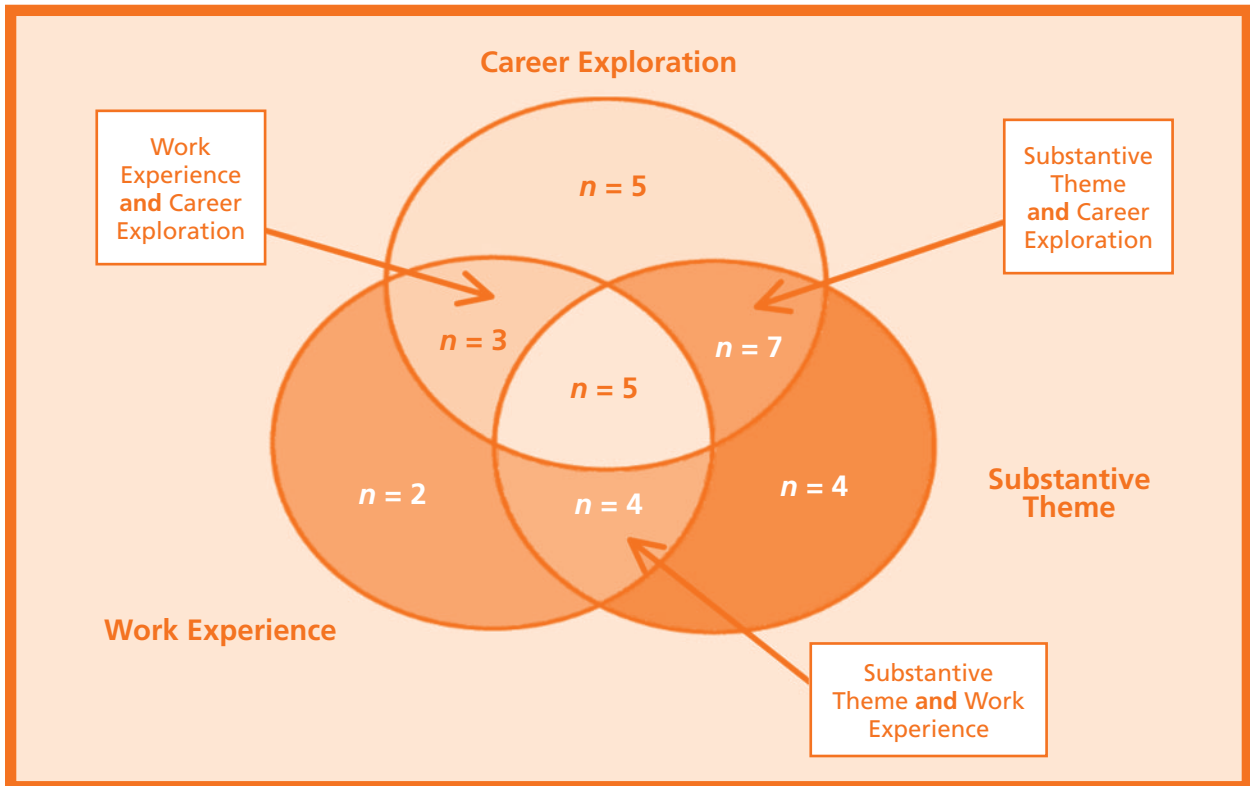 Career Exploration
Work
Experience
and Career
Exploration
Substantive
Theme
and Career
Exploration
n = 5
n = 3
n = 7
n = 5
n = 2
n = 4
n = 4
Substantive
Theme
Work Experience
Substantive
Theme and Work
Experience